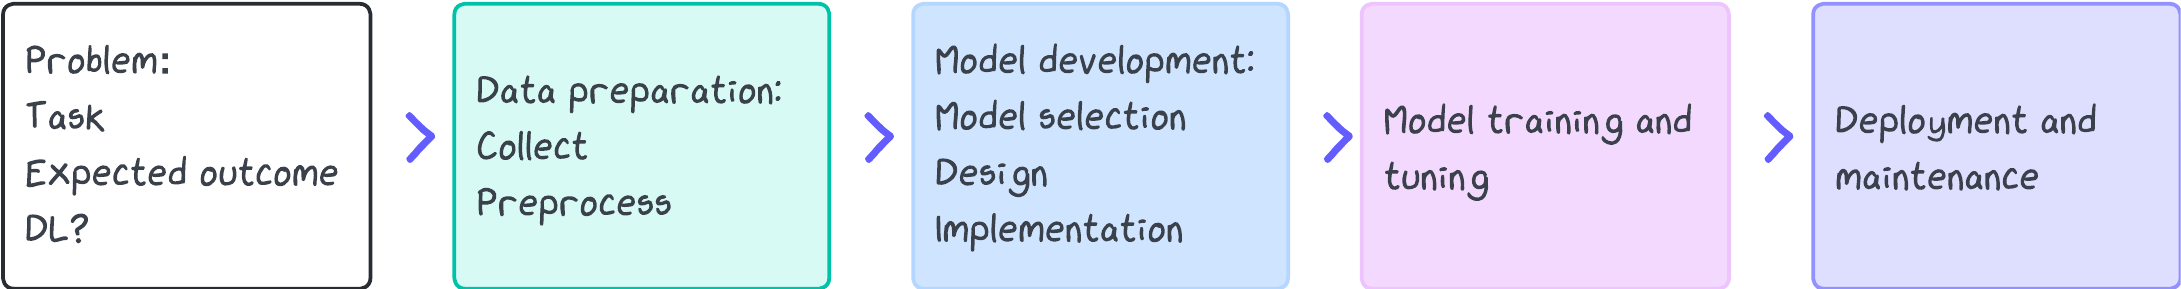 Problem:
Task
Expected outcome
DL?
Data preparation:
Collect
Preprocess
Model development:
Model selection
Design
Implementation
Model training and
tuning
Deployment and
maintenance